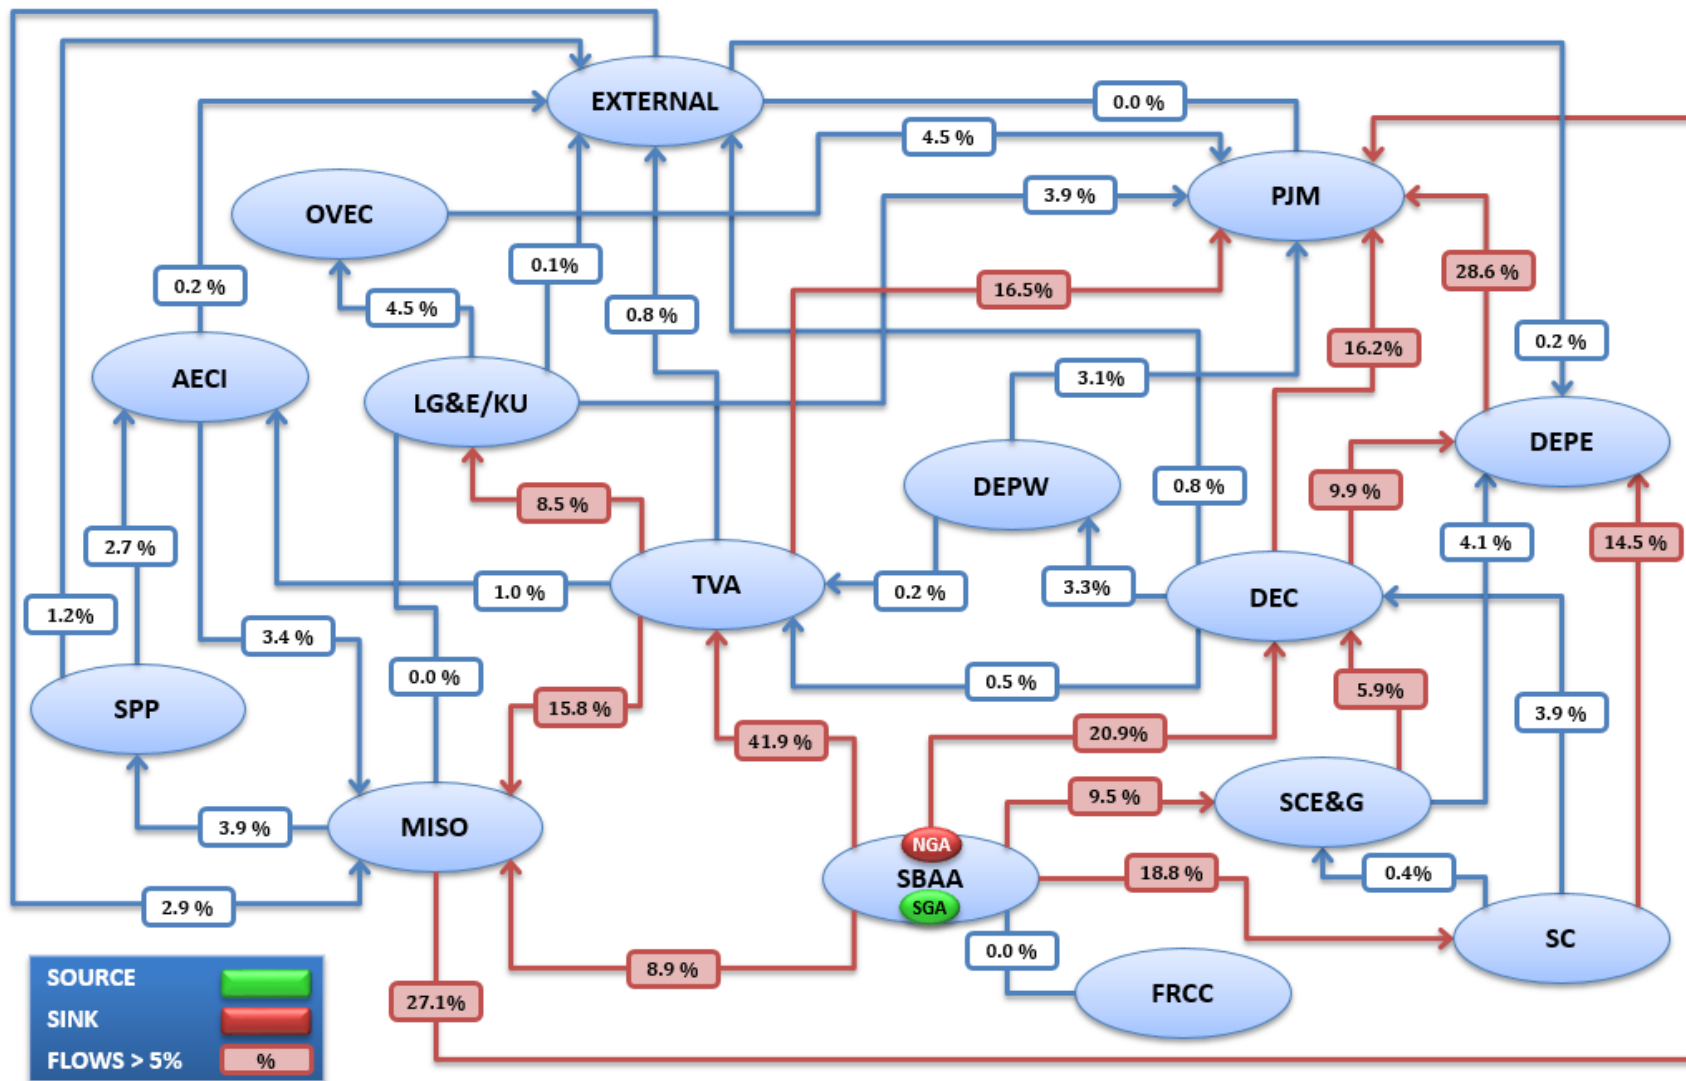 EXTERNAL
0.0 %
4.5 %
OVEC
3.9 %
PJM
0.1%
0.2 %
4.5 %
0.8 %
16.5%
28.6 %
16.2%
0.2 %
AECI
LG&E/KU
3.1%
DEPE
DEPW
0.8 %
9.9 %
8.5 %
2.7 %
4.1 %
14.5 %
TVA
1.0 %
0.2 %
3.3%
DEC
1.2%
3.4 %
0.0 %
0.5 %
5.9%
SPP
15.8 %
3.9 %
41.9 %
20.9%
9.5 %
SCE&G
3.9 %
MISO
NGA
SBAA
SGA
18.8 %
0.4%
2.9 %
SC
0.0 %
8.9 %
FRCC
27.1%
SOURCE
SINK
FLOWS > 5%
%